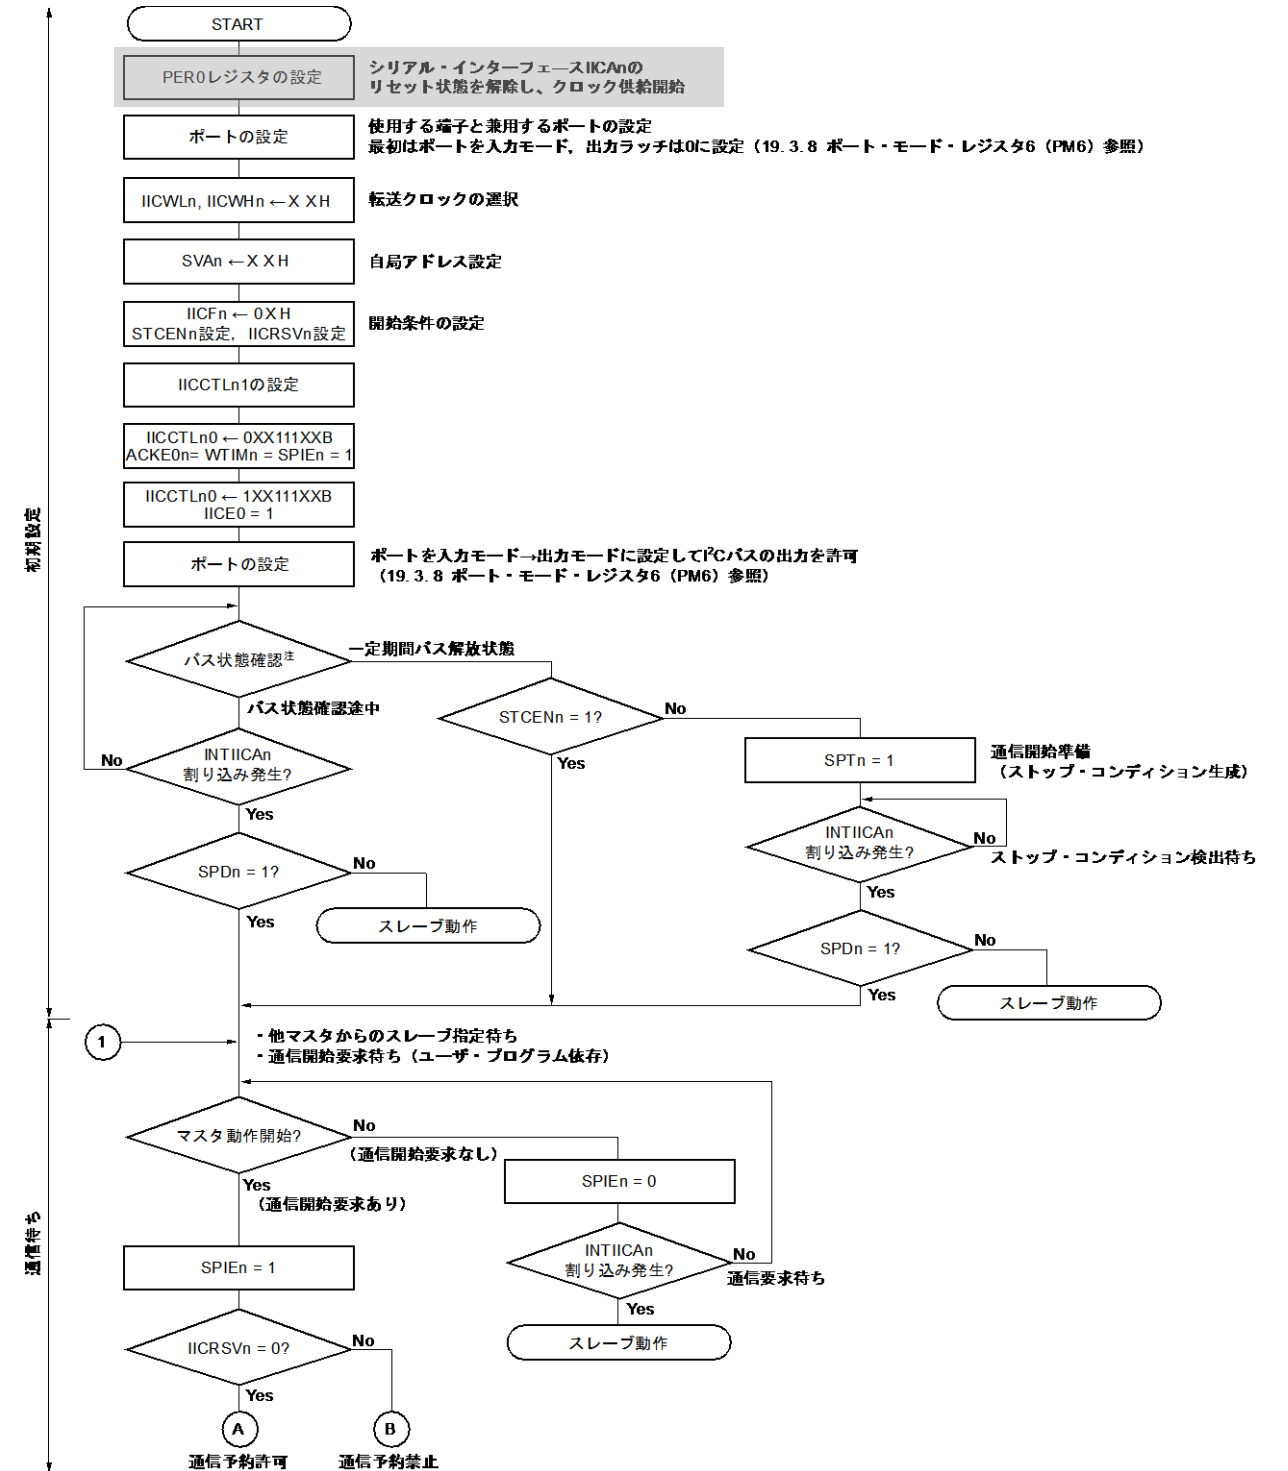 START
PER0レジスタの設定
シリアル・インターフェースIICAnの
リセット状態を解除し、クロック供給開始
ポートの設定
使用する端子と兼用するポートの設定
最初はポートを入力モード，出力ラッチは0に設定（19. 3. 8 ポート・モード・レジスタ6（PM6）参照）
IICWLn, IICWHn ←X X H
転送クロックの選択
SVAn ←X X H
自局アドレス設定
IICFn ← 0 X H
STCENn設定，IICRSVn設定
開始条件の設定
IICCTLn1の設定
IICCTLn0 ← 0XX111XXB
ACKE0n= WTIMn = SPIEn = 1
IICCTLn0 ← 1XX111XXB
IICE0 = 1
ポートの設定
ポートを入力モード→出力モードに設定してI²Cバスの出力を許可
（19. 3. 8 ポート・モード・レジスタ6（PM6）参照）
初期設定
バス状態確認注
一定期間バス解放状態
バス状態確認途中
STCENn = 1?
No
Yes
INTIICAn
割り込み発生?
No
Yes
SPTn = 1
通信開始準備
（ストップ・コンディション生成）
INTIICAn
割り込み発生?
No
ストップ・コンディション検出待ち
Yes
SPDn = 1?
No
Yes
スレーブ動作
SPDn = 1?
No
Yes
スレーブ動作
1
・他マスタからのスレーブ指定待ち
・通信開始要求待ち（ユーザ・プログラム依存）
マスタ動作開始?
No
（通信開始要求なし）
Yes
（通信開始要求あり）
SPIEn = 0
通信待ち
INTIICAn
割り込み発生?
No
通信要求待ち
Yes
SPIEn = 1
スレーブ動作
IICRSVn = 0?
No
Yes
A
B
通信予約許可
通信予約禁止